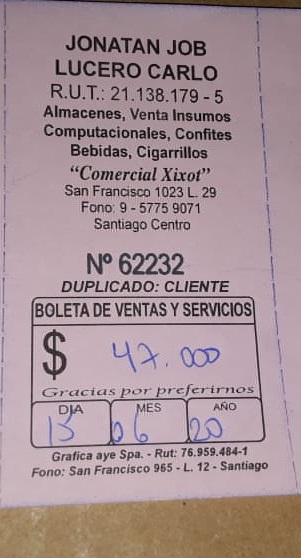 JONATAN JOB
LUCERO CARLO
R.U.T.: 21.138.179 - 5
Almacenes, Venta Insumos
Computacionales, Confites
Bebidas, Cigarrillos
"Comercial Xixot"
San Francisco 1023 L. 29
Fono: 9 - 5775 9071
Santiago Centro
Nº 62232
DUPLICADO: CLIENTE
BOLETA DE VENTAS Y SERVICIOS
$ 47.000
Gracias por preferirnos
DIA MES AÑO
15 06 20
Grafica aye Spa. - Rut: 76.959.484-1
Fono: San Francisco 965 - L. 12 - Santiago